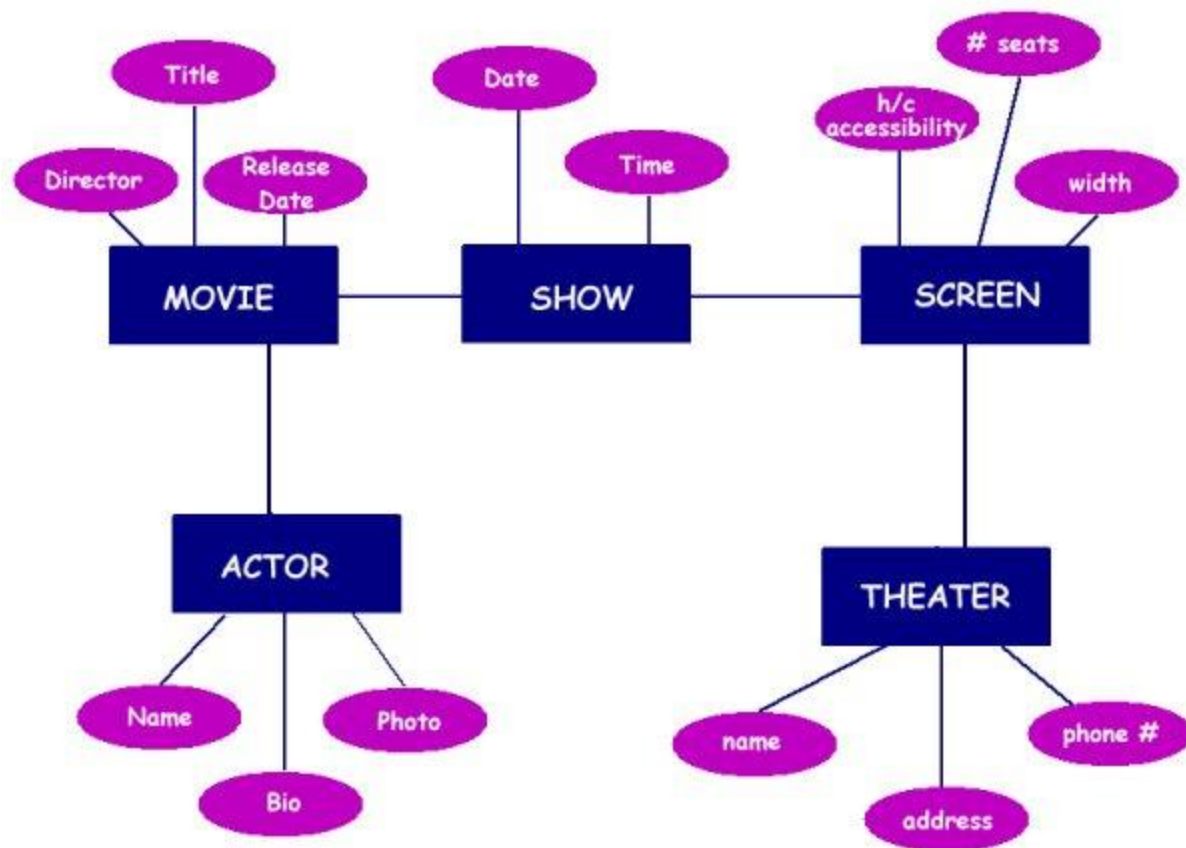 # seats
Title
Date
h/c
accessibility
Director
Release
Date
Time
width
MOVIE
SHOW
SCREEN
ACTOR
THEATER
Name
Photo
name
phone #
Bio
address